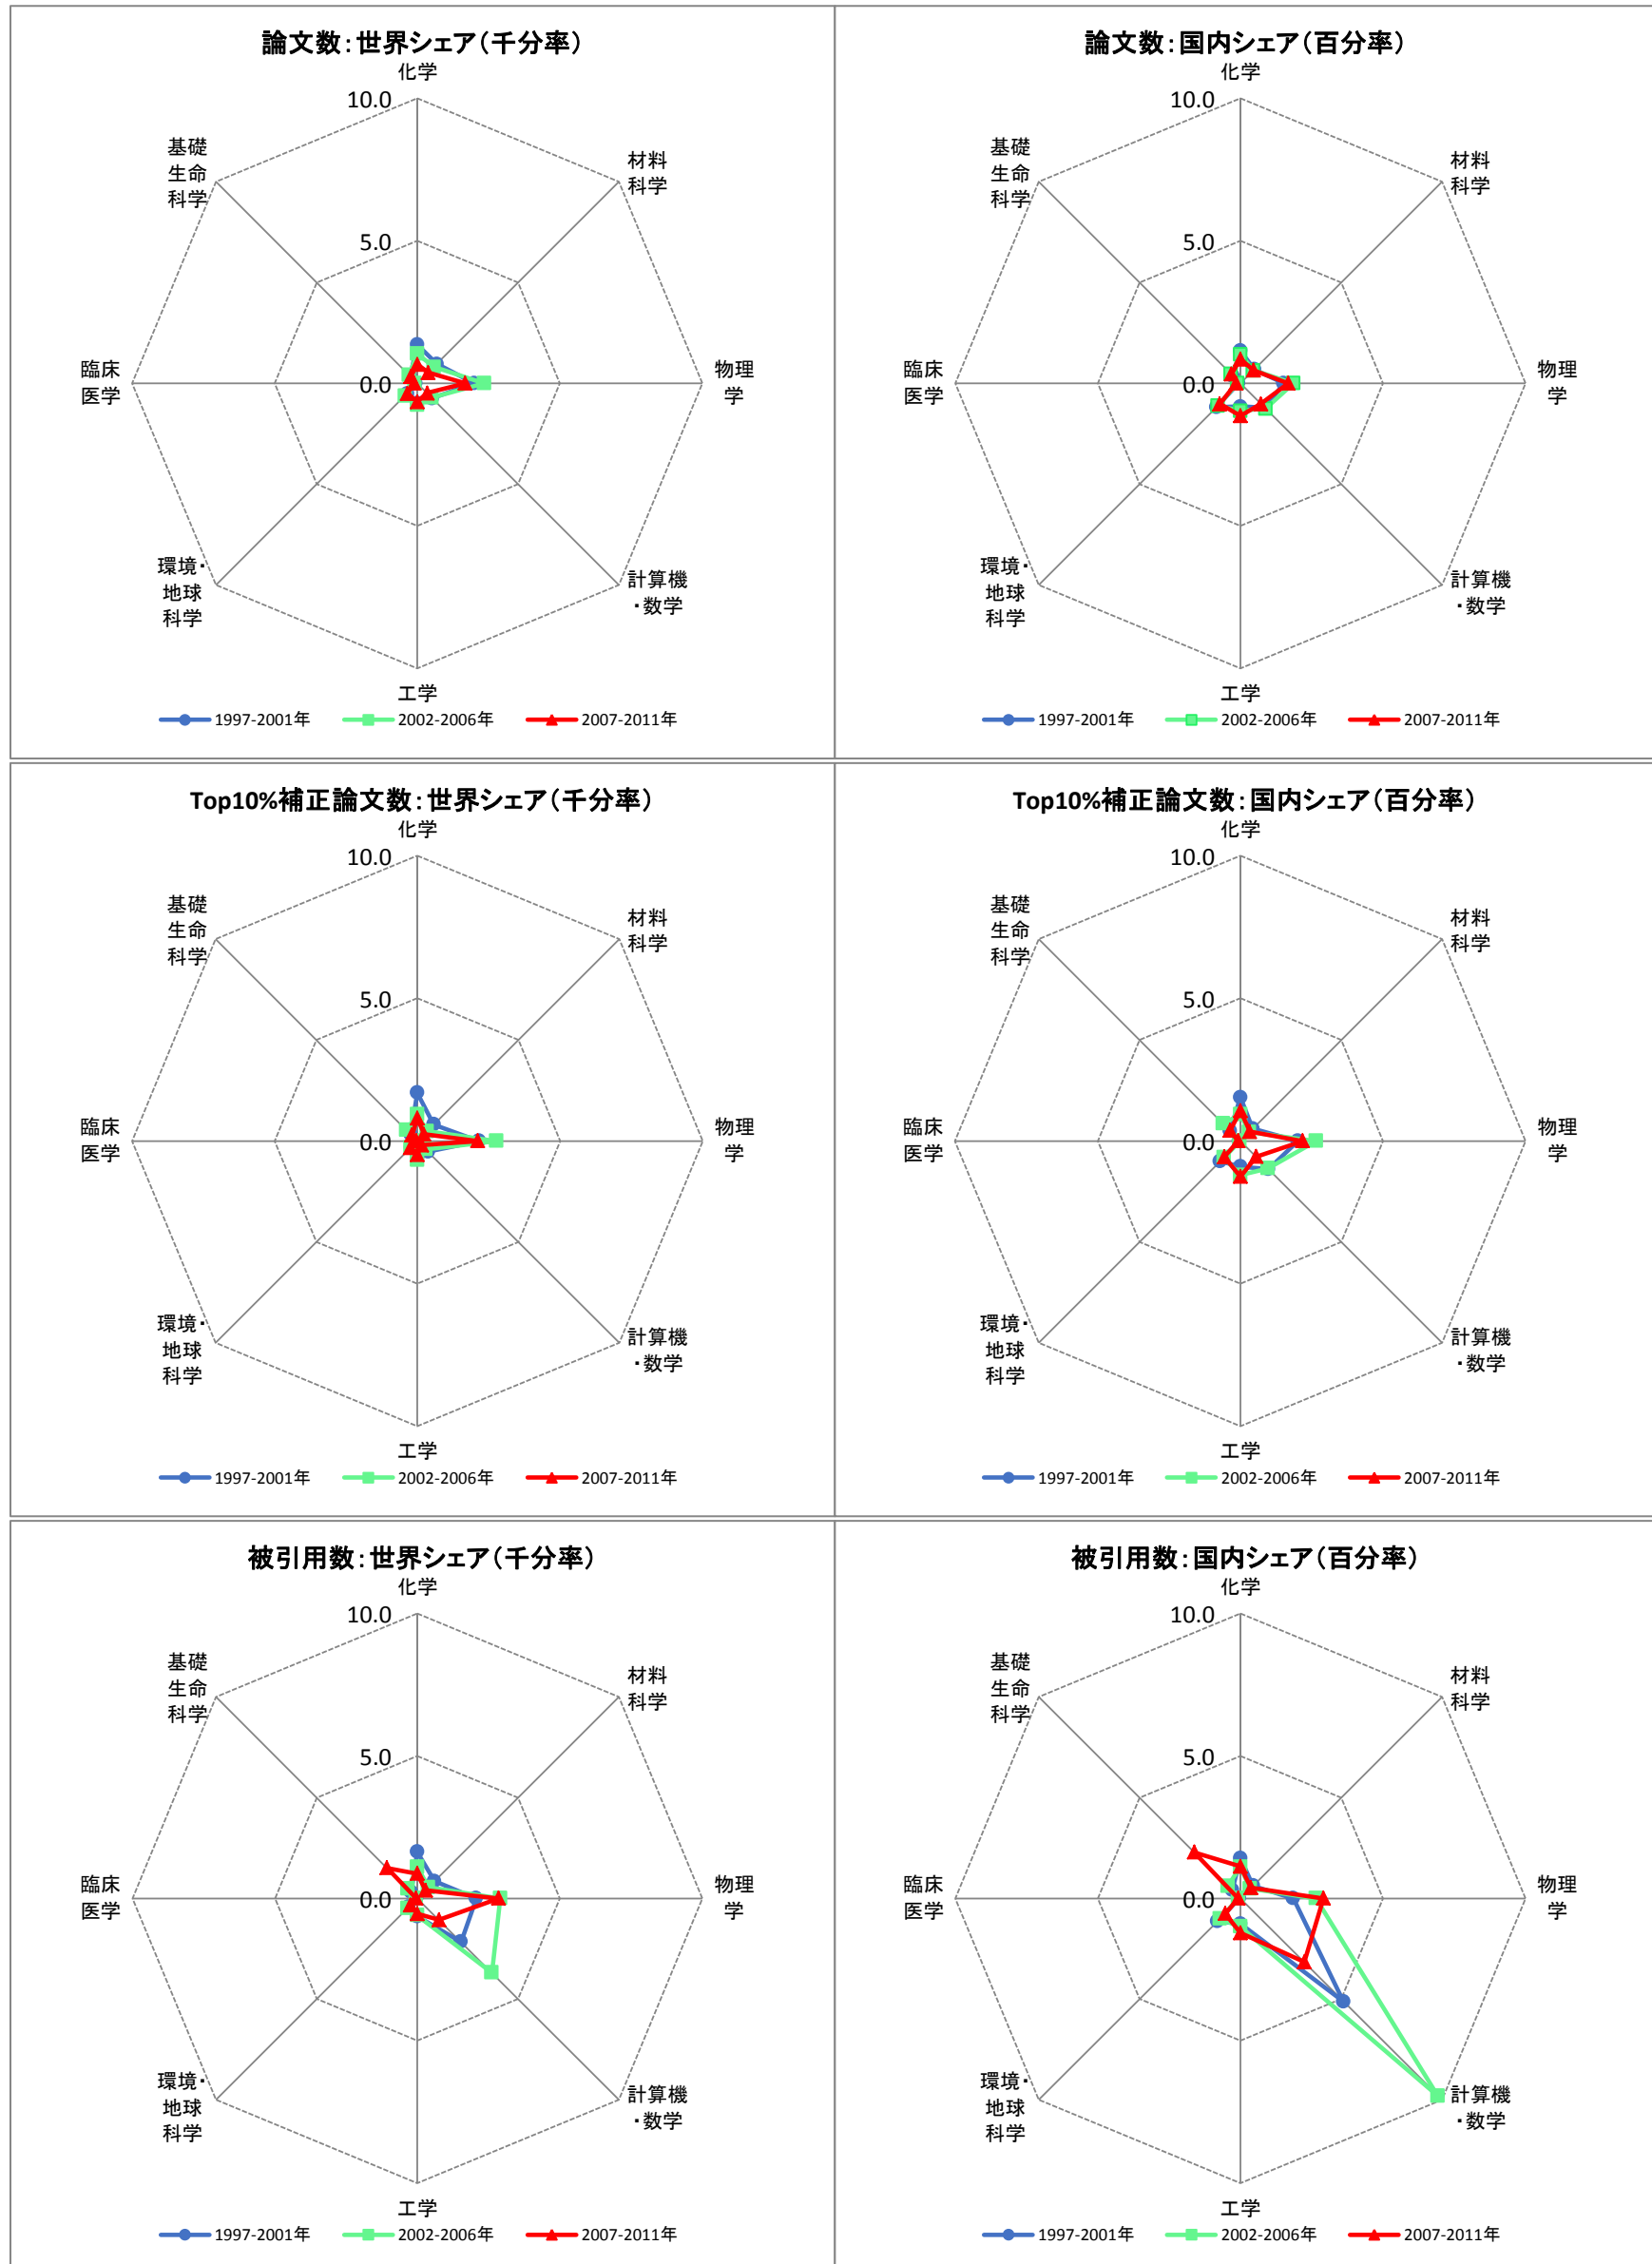 論文数：世界シェア（千分率）
化学
10.0
基礎
生命
科学
材料
科学
5.0
臨床
医学
0.0
物理
学
環境・
地球
科学
計算機
・数学
工学
1997-2001年 2002-2006年 2007-2011年
論文数：国内シェア（百分率）
化学
10.0
基礎
生命
科学
材料
科学
5.0
臨床
医学
0.0
物理
学
環境・
地球
科学
計算機
・数学
工学
1997-2001年 2002-2006年 2007-2011年
Top10%補正論文数：世界シェア（千分率）
化学
10.0
基礎
生命
科学
材料
科学
5.0
臨床
医学
0.0
物理
学
環境・
地球
科学
計算機
・数学
工学
1997-2001年 2002-2006年 2007-2011年
Top10%補正論文数：国内シェア（百分率）
化学
10.0
基礎
生命
科学
材料
科学
5.0
臨床
医学
0.0
物理
学
環境・
地球
科学
計算機
・数学
工学
1997-2001年 2002-2006年 2007-2011年
被引用数：世界シェア（千分率）
化学
10.0
基礎
生命
科学
材料
科学
5.0
臨床
医学
0.0
物理
学
環境・
地球
科学
計算機
・数学
工学
1997-2001年 2002-2006年 2007-2011年
被引用数：国内シェア（百分率）
化学
10.0
基礎
生命
科学
材料
科学
5.0
臨床
医学
0.0
物理
学
環境・
地球
科学
計算機
・数学
工学
1997-2001年 2002-2006年 2007-2011年